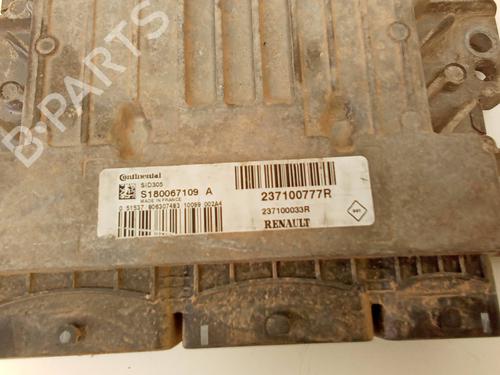 B-PARTS
Continental
SID305
S180067109 A
MADE IN FRANCE
237100777R
237100033R
RENAULT